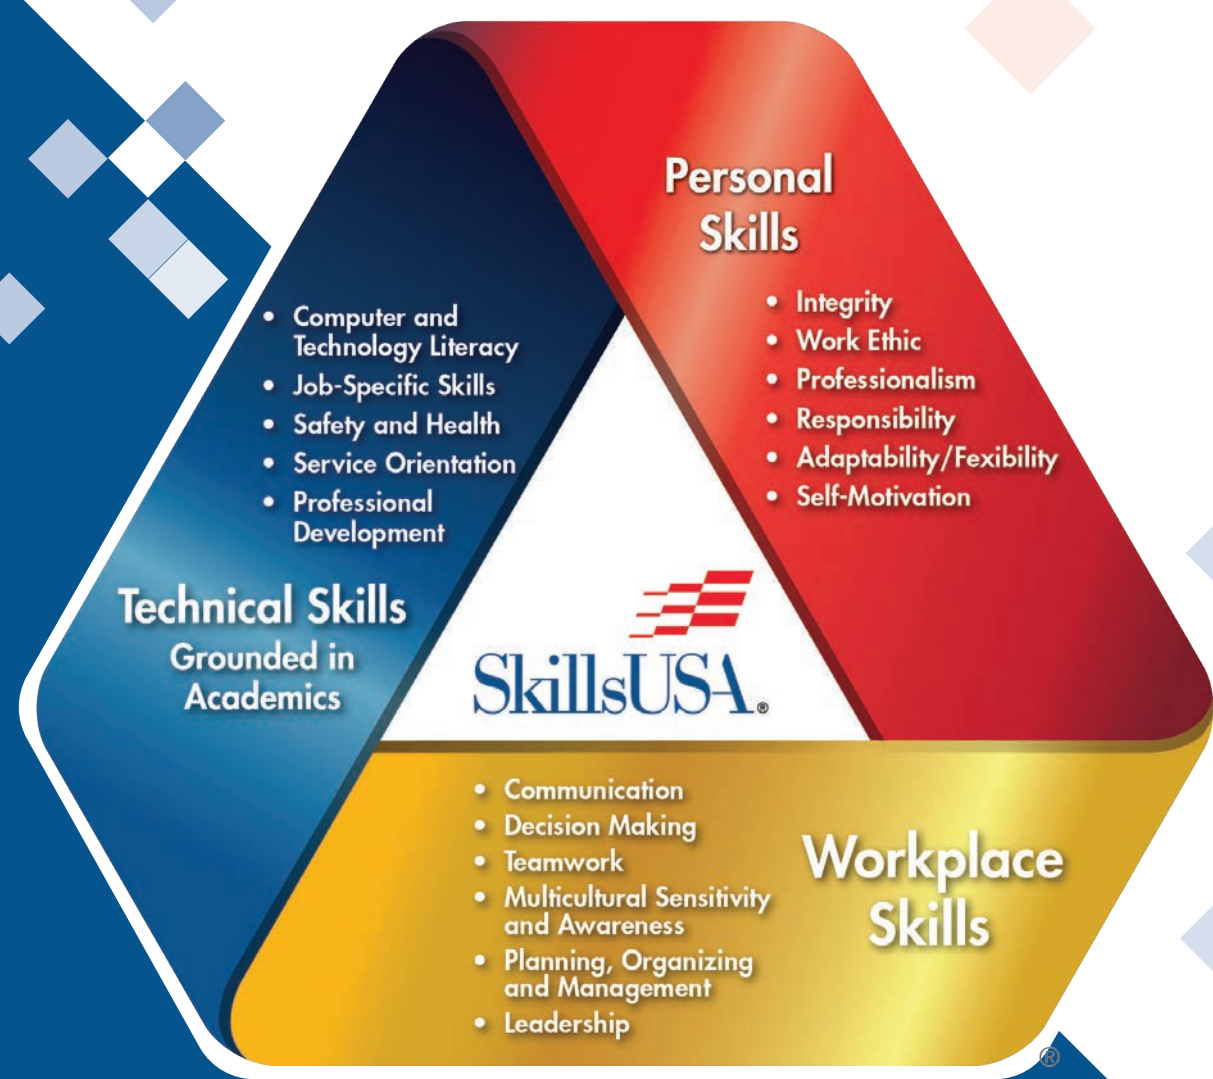 Personal
Skills
• Integrity
• Work Ethic
• Professionalism
• Responsibility
• Adaptability/Fexibility
• Self-Motivation
• Computer and
Technology Literacy
• Job-Specific Skills
• Safety and Health
• Service Orientation
• Professional
Development
Technical Skills
Grounded in
Academics
SkillsUSA®
• Communication
• Decision Making
• Teamwork
• Multicultural Sensitivity
and Awareness
• Planning, Organizing
and Management
• Leadership
Workplace
Skills
®